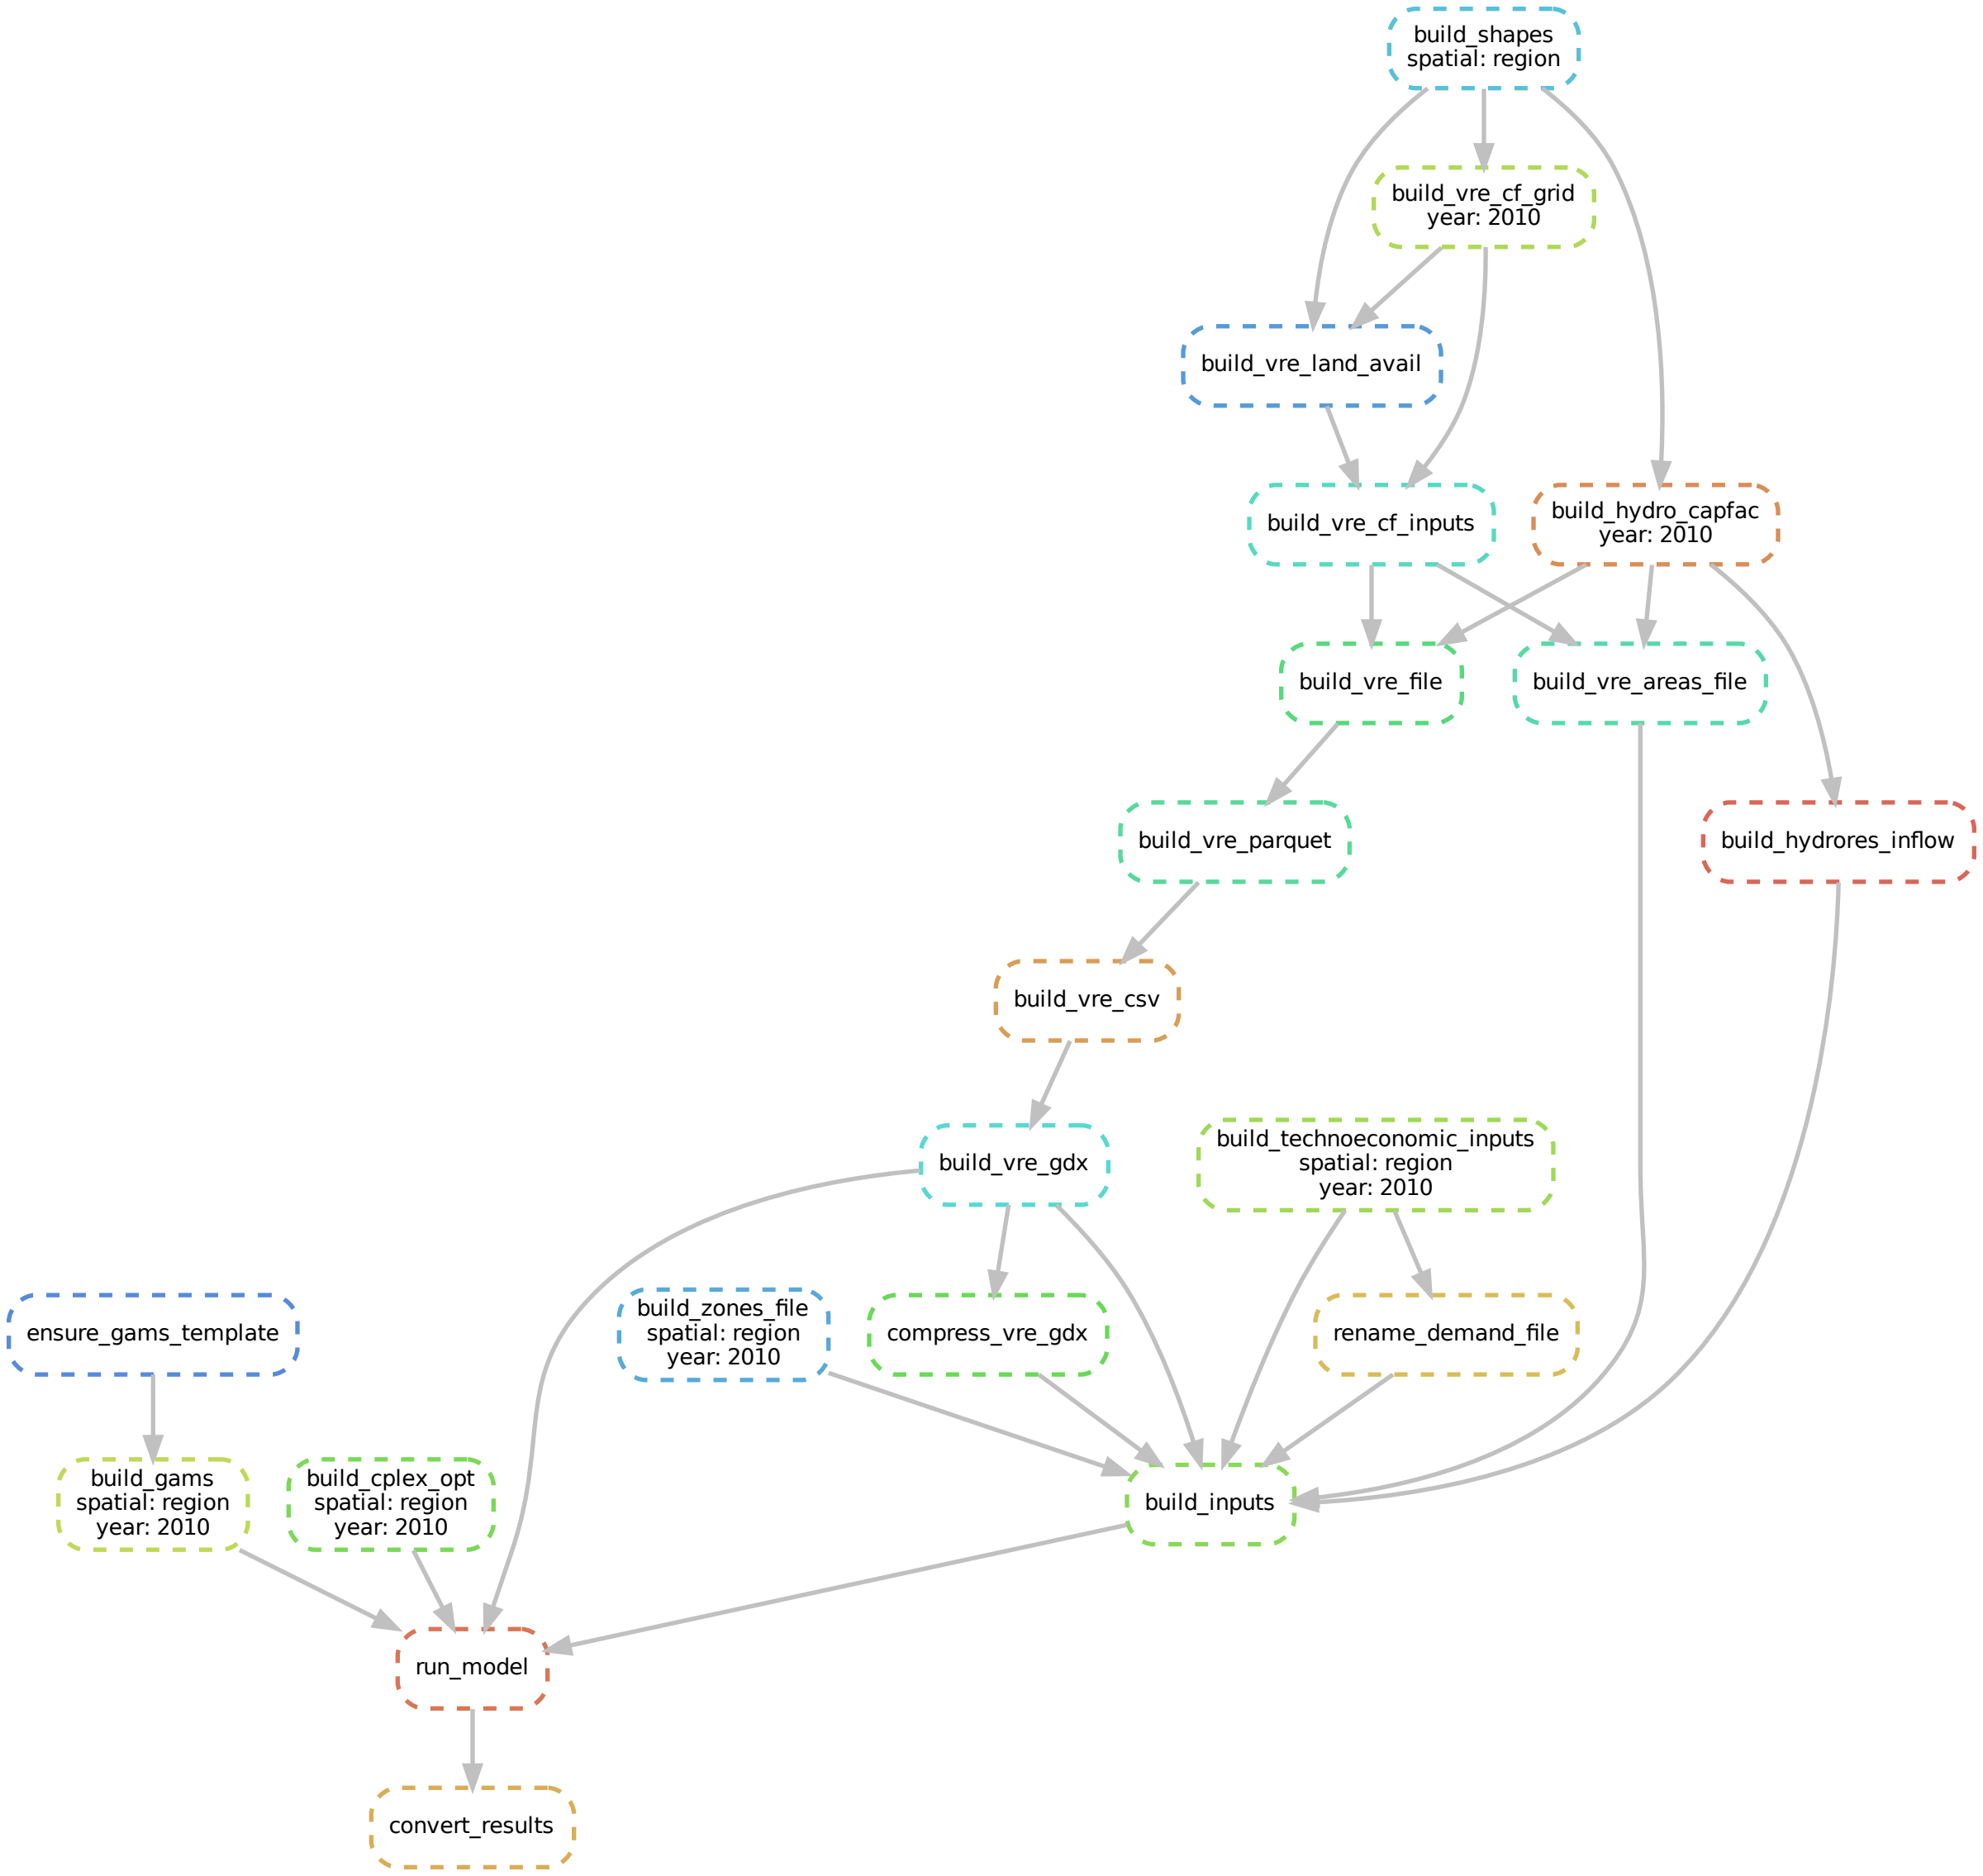 build_shapes
spatial: region
build_vre_cf_grid
year: 2010
build_vre_land_avail
build_vre_cf_inputs
build_hydro_capfac
year: 2010
build_vre_file
build_vre_areas_file
build_vre_parquet
build_hydrores_inflow
build_vre_csv
build_vre_gdx
build_technoeconomic_inputs
spatial: region
year: 2010
ensure_gams_template
build_zones_file
spatial: region
year: 2010
compress_vre_gdx
rename_demand_file
build_gams
spatial: region
year: 2010
build_cplex_opt
spatial: region
year: 2010
build_inputs
run_model
convert_results